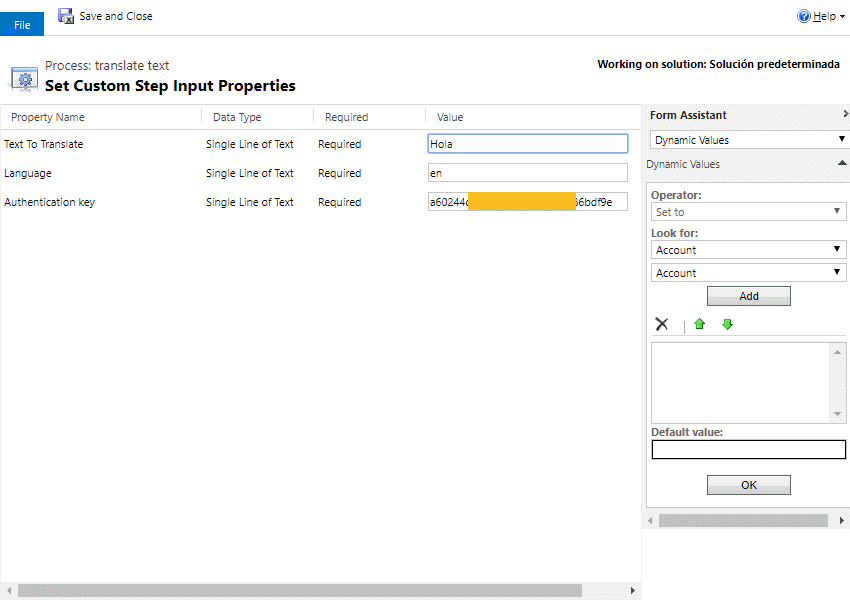 File
Save and Close
Help
Process: translate text
Set Custom Step Input Properties
Working on solution: Solución predeterminada
Property Name Data Type Required Value
Text To Translate Single Line of Text Required Hola
Language Single Line of Text Required en
Authentication key Single Line of Text Required a60244 6bdf9e
Form Assistant
Dynamic Values
Dynamic Values
Operator:
Set to
Look for:
Account
Account
Add
Default value:
OK